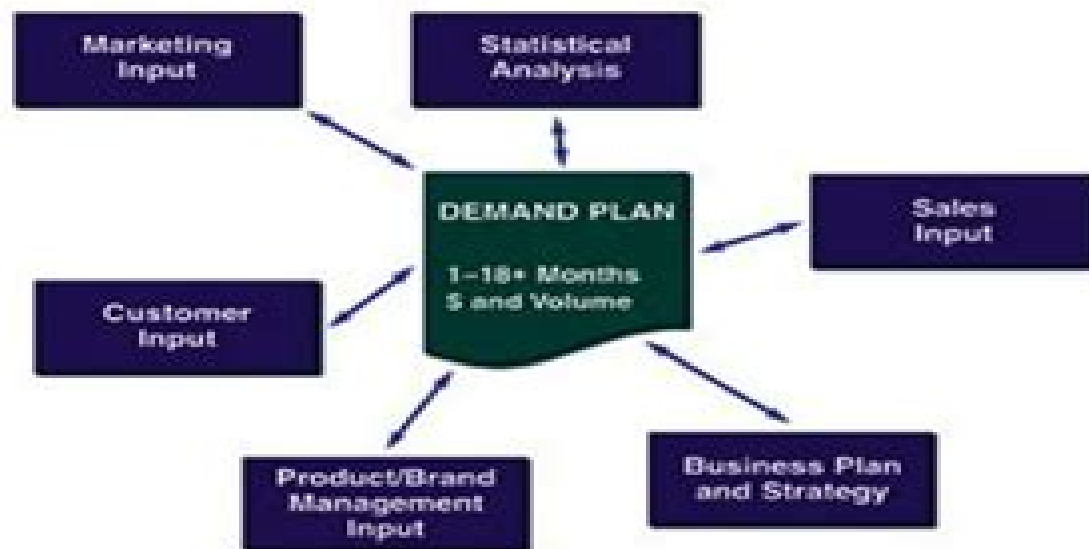 Marketing
Input
Statistical
Analysis
DEMAND PLAN
1–18+ Months
$ and Volume
Sales
Input
Customer
Input
Product/Brand
Management
Input
Business Plan
and Strategy